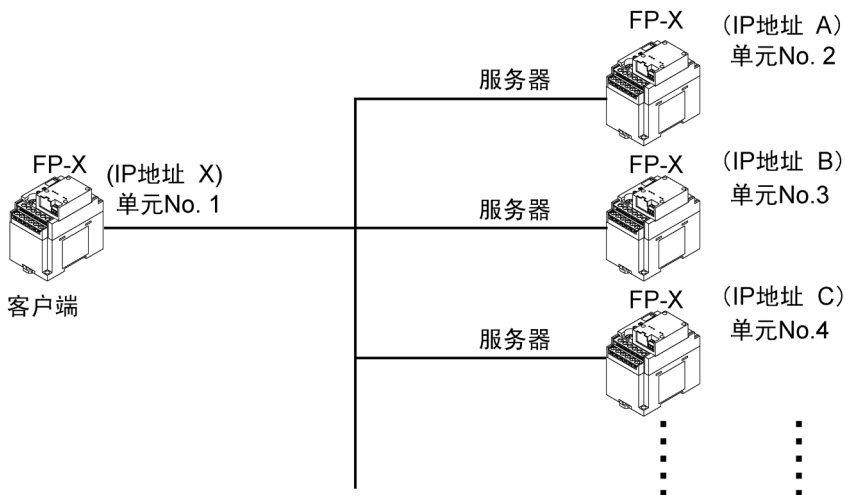 FP-X
(IP地址 A)
单元No. 2
服务器
FP-X
(IP地址 X)
单元No. 1
客户端
FP-X
(IP地址 B)
单元No.3
服务器
FP-X
(IP地址 C)
单元No.4
服务器